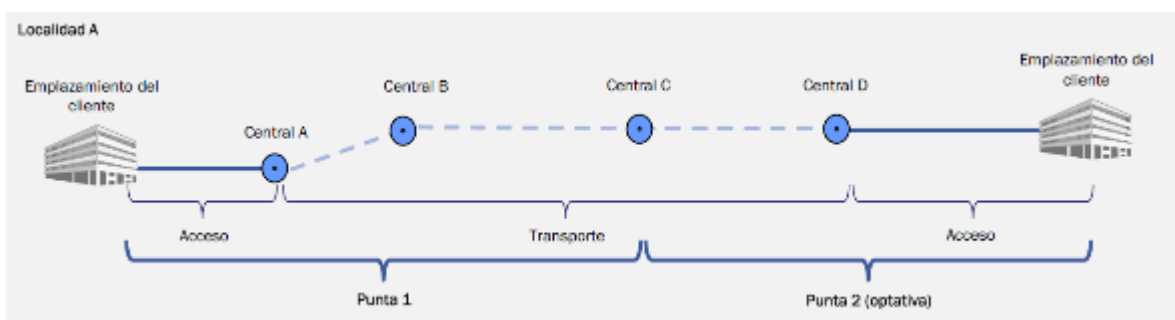 Localidad A
Emplazamiento del
cliente
Central A
Central B
Central C
Central D
Emplazamiento del
cliente
Acceso
Transporte
Acceso
Punta 1
Punta 2 (optativa)